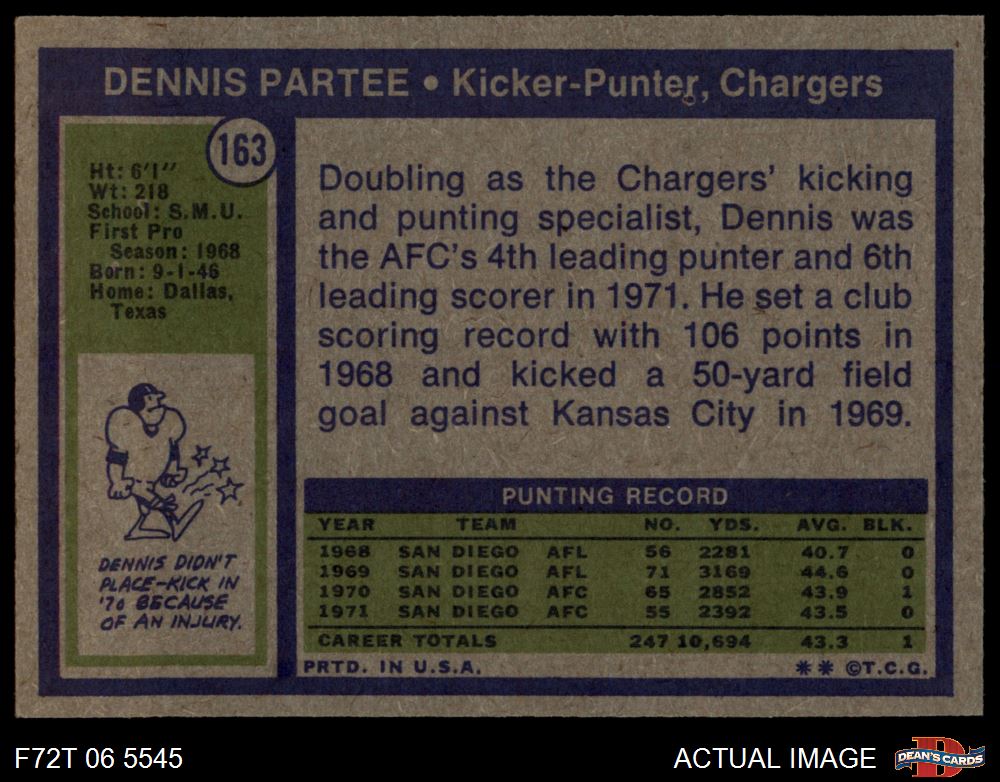 DENNIS PARTEE • Kicker-Punter, Chargers
163
Ht: 6'1"
Wt: 218
School: S.M.U.
First Pro
Season: 1968
Born: 9-1-46
Home: Dallas,
Texas
DENNIS DIDN'T
PLACE-KICK IN
'70 BECAUSE
OF AN INJURY.
Doubling as the Chargers' kicking
and punting specialist, Dennis was
the AFC's 4th leading punter and 6th
leading scorer in 1971. He set a club
scoring record with 106 points in
1968 and kicked a 50-yard field
goal against Kansas City in 1969.
PUNTING RECORD
YEAR TEAM NO. YDS. AVG. BLK.
1968 SAN DIEGO AFL 56 2281 40.7 0
1969 SAN DIEGO AFL 71 3169 44.6 0
1970 SAN DIEGO AFC 65 2852 43.9 1
1971 SAN DIEGO AFC 55 2392 43.5 0
CAREER TOTALS 247 10,694 43.3 1
PRTD. IN U.S.A. ** ©T.C.G.
F72T 06 5545 ACTUAL IMAGE
D
DEAN'S CARDS